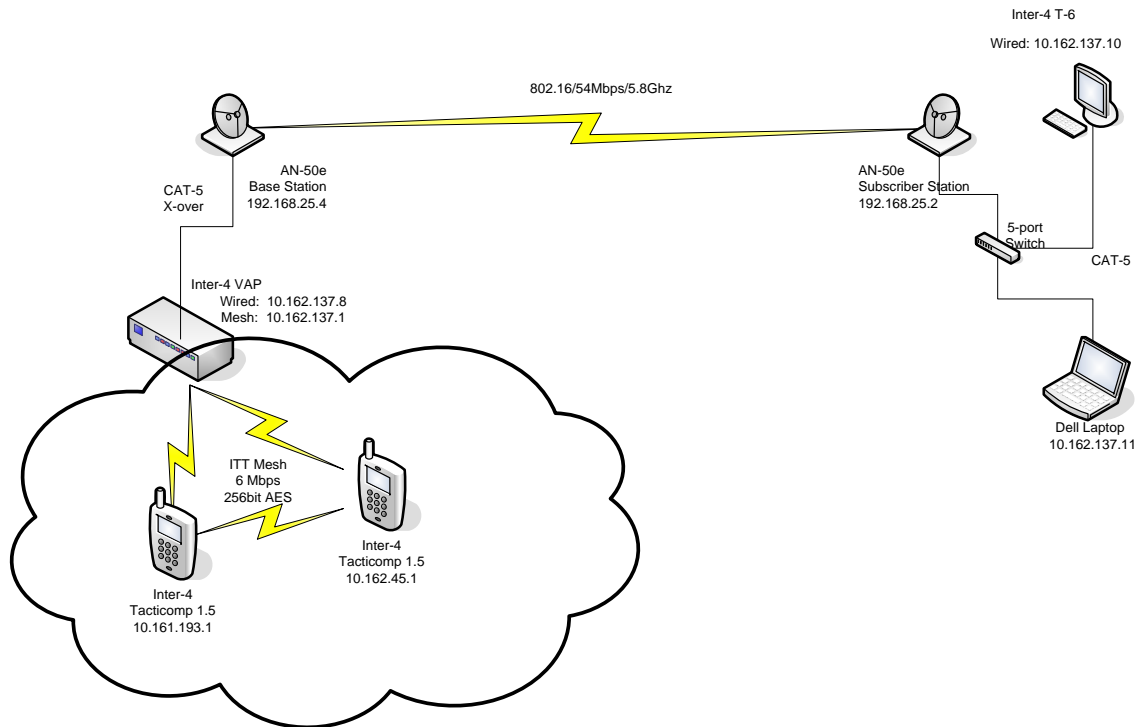 Inter-4 T-6
Wired: 10.162.137.10
802.16/54Mbps/5.8Ghz
AN-50e
Base Station
192.168.25.4
AN-50e
Subscriber Station
192.168.25.2
CAT-5
X-over
5-port
Switch
CAT-5
Inter-4 VAP
Wired: 10.162.137.8
Mesh: 10.162.137.1
Dell Laptop
10.162.137.11
ITT Mesh
6 Mbps
256bit AES
Inter-4
Tacticomp 1.5
10.162.45.1
Inter-4
Tacticomp 1.5
10.161.193.1